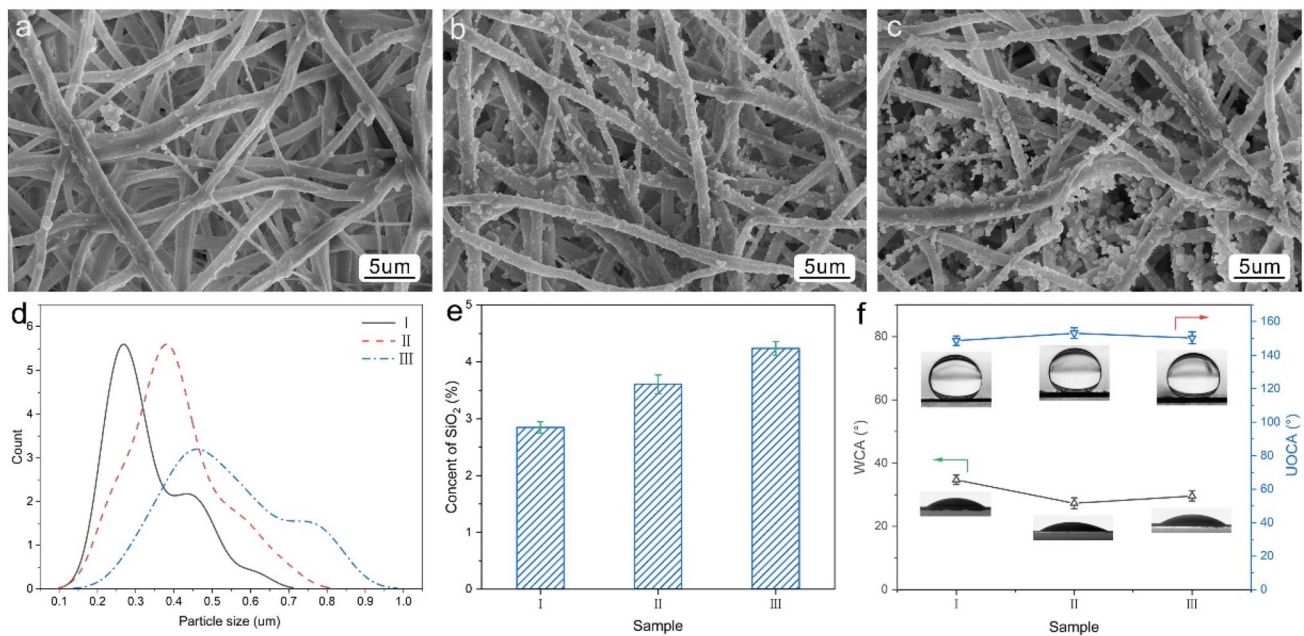 a
5um
b
5um
c
5um
d
6
5
4
3
2
1
0
Count
0.1 0.2 0.3 0.4 0.5 0.6 0.7 0.8 0.9 1.0
Particle size (um)
I
II
III
e
5
4
3
2
1
0
Concent of SiO2 (%)
I II III
Sample
f
80
60
40
20
0
WCA (°)
160
140
120
100
80
60
40
20
0
UOCA (°)
I II III
Sample